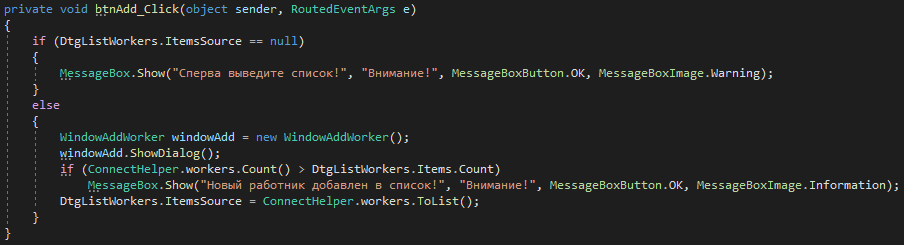 private void btnAdd_Click(object sender, RoutedEventArgs e)
{
if (DtgListWorkers.ItemsSource == null)
{
MessageBox.Show("Сперва выведите список!", "Внимание!", MessageBoxButton.OK, MessageBoxImage.Warning);
}
else
{
WindowAddWorker windowAdd = new WindowAddWorker();
windowAdd.ShowDialog();
if (ConnectHelper.workers.Count() > DtgListWorkers.Items.Count)
MessageBox.Show("Новый работник добавлен в список!", "Внимание!", MessageBoxButton.OK, MessageBoxImage.Information);
DtgListWorkers.ItemsSource = ConnectHelper.workers.ToList();
}
}